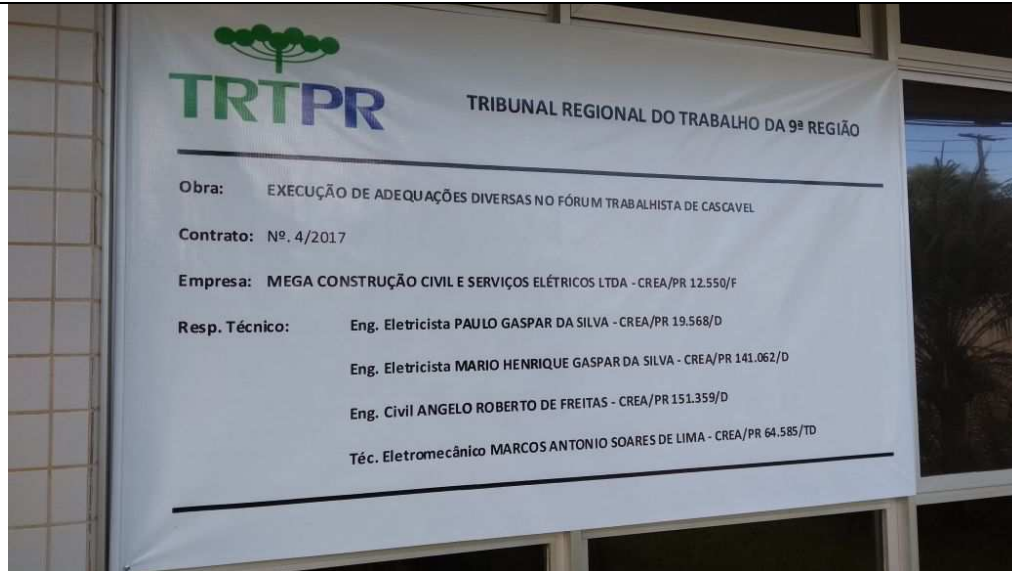 TRTPR
TRIBUNAL REGIONAL DO TRABALHO DA 9ª REGIÃO
Obra: EXECUÇÃO DE ADEQUAÇÕES DIVERSAS NO FÓRUM TRABALHISTA DE CASCAVEL
Contrato: Nº. 4/2017
Empresa: MEGA CONSTRUÇÃO CIVIL E SERVIÇOS ELÉTRICOS LTDA - CREA/PR 12.550/F
Resp. Técnico: Eng. Eletricista PAULO GASPAR DA SILVA - CREA/PR 19.568/D
Eng. Eletricista MARIO HENRIQUE GASPAR DA SILVA - CREA/PR 141.062/D
Eng. Civil ANGELO ROBERTO DE FREITAS - CREA/PR 151.359/D
Téc. Eletromecânico MARCOS ANTONIO SOARES DE LIMA - CREA/PR 64.585/TD